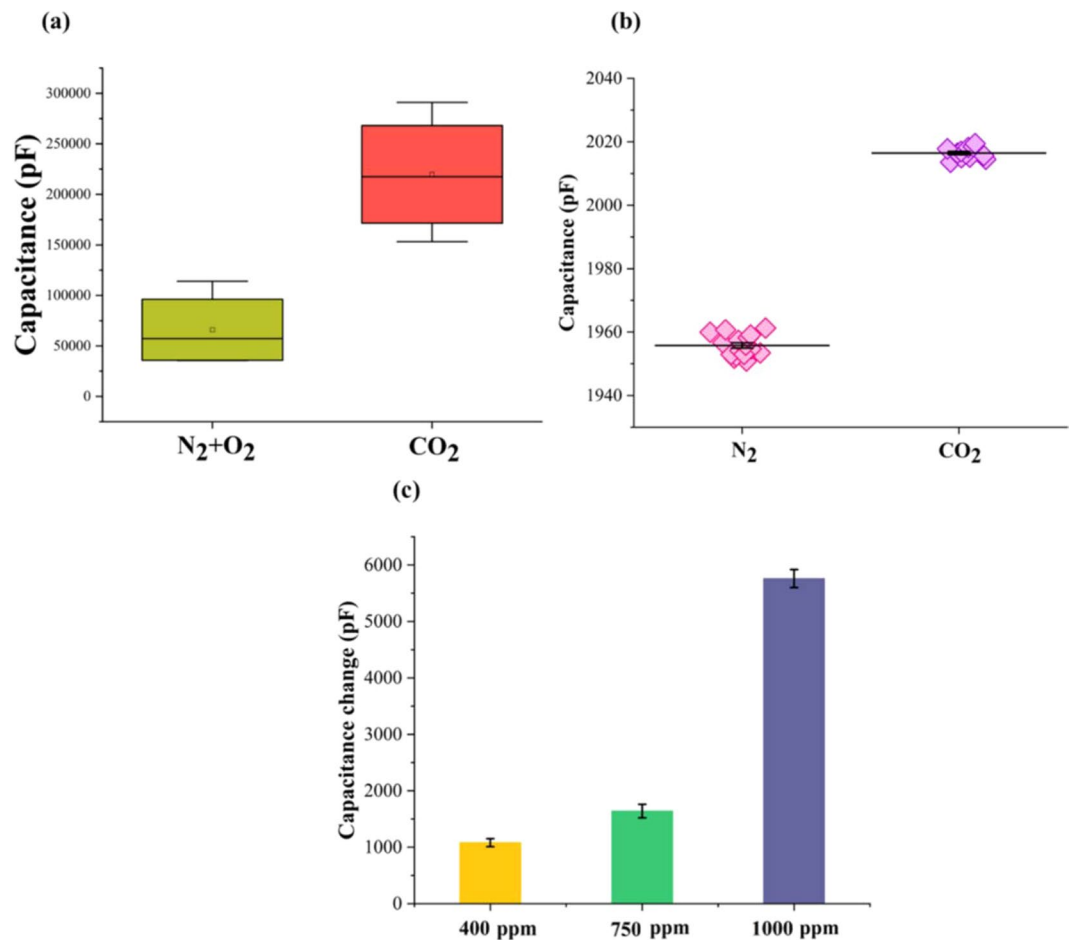 (a)
Capacitance (pF)
300000
250000
200000
150000
100000
50000
0
N₂+O₂
CO₂
(b)
Capacitance (pF)
2040
2020
2000
1980
1960
1940
N₂
CO₂
(c)
Capacitance change (pF)
6000
5000
4000
3000
2000
1000
0
400 ppm
750 ppm
1000 ppm